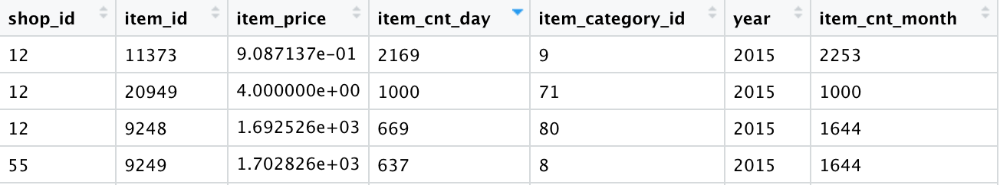 shop_id item_id item_price item_cnt_day item_category_id year item_cnt_month
12 11373 9.087137e-01 2169 9 2015 2253
12 20949 4.000000e+00 1000 71 2015 1000
12 9248 1.692526e+03 669 80 2015 1644
55 9249 1.702826e+03 637 8 2015 1644